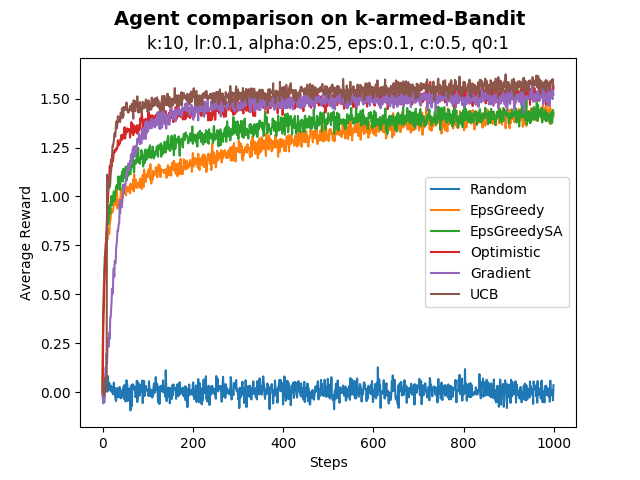 Agent comparison on k-armed-Bandit
k:10, lr:0.1, alpha:0.25, eps:0.1, c:0.5, q0:1
1.50
1.25
1.00
0.75
0.50
0.25
0.00
Average Reward
Random
EpsGreedy
EpsGreedySA
Optimistic
Gradient
UCB
0 200 400 600 800 1000
Steps